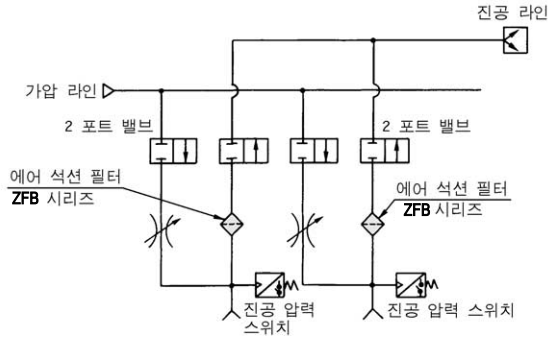 진공 라인
가압 라인
2 포트 밸브
2 포트 밸브
에어 석션 필터
ZFB 시리즈
에어 석션 필터
ZFB 시리즈
진공 압력
스위치
진공 압력 스위치